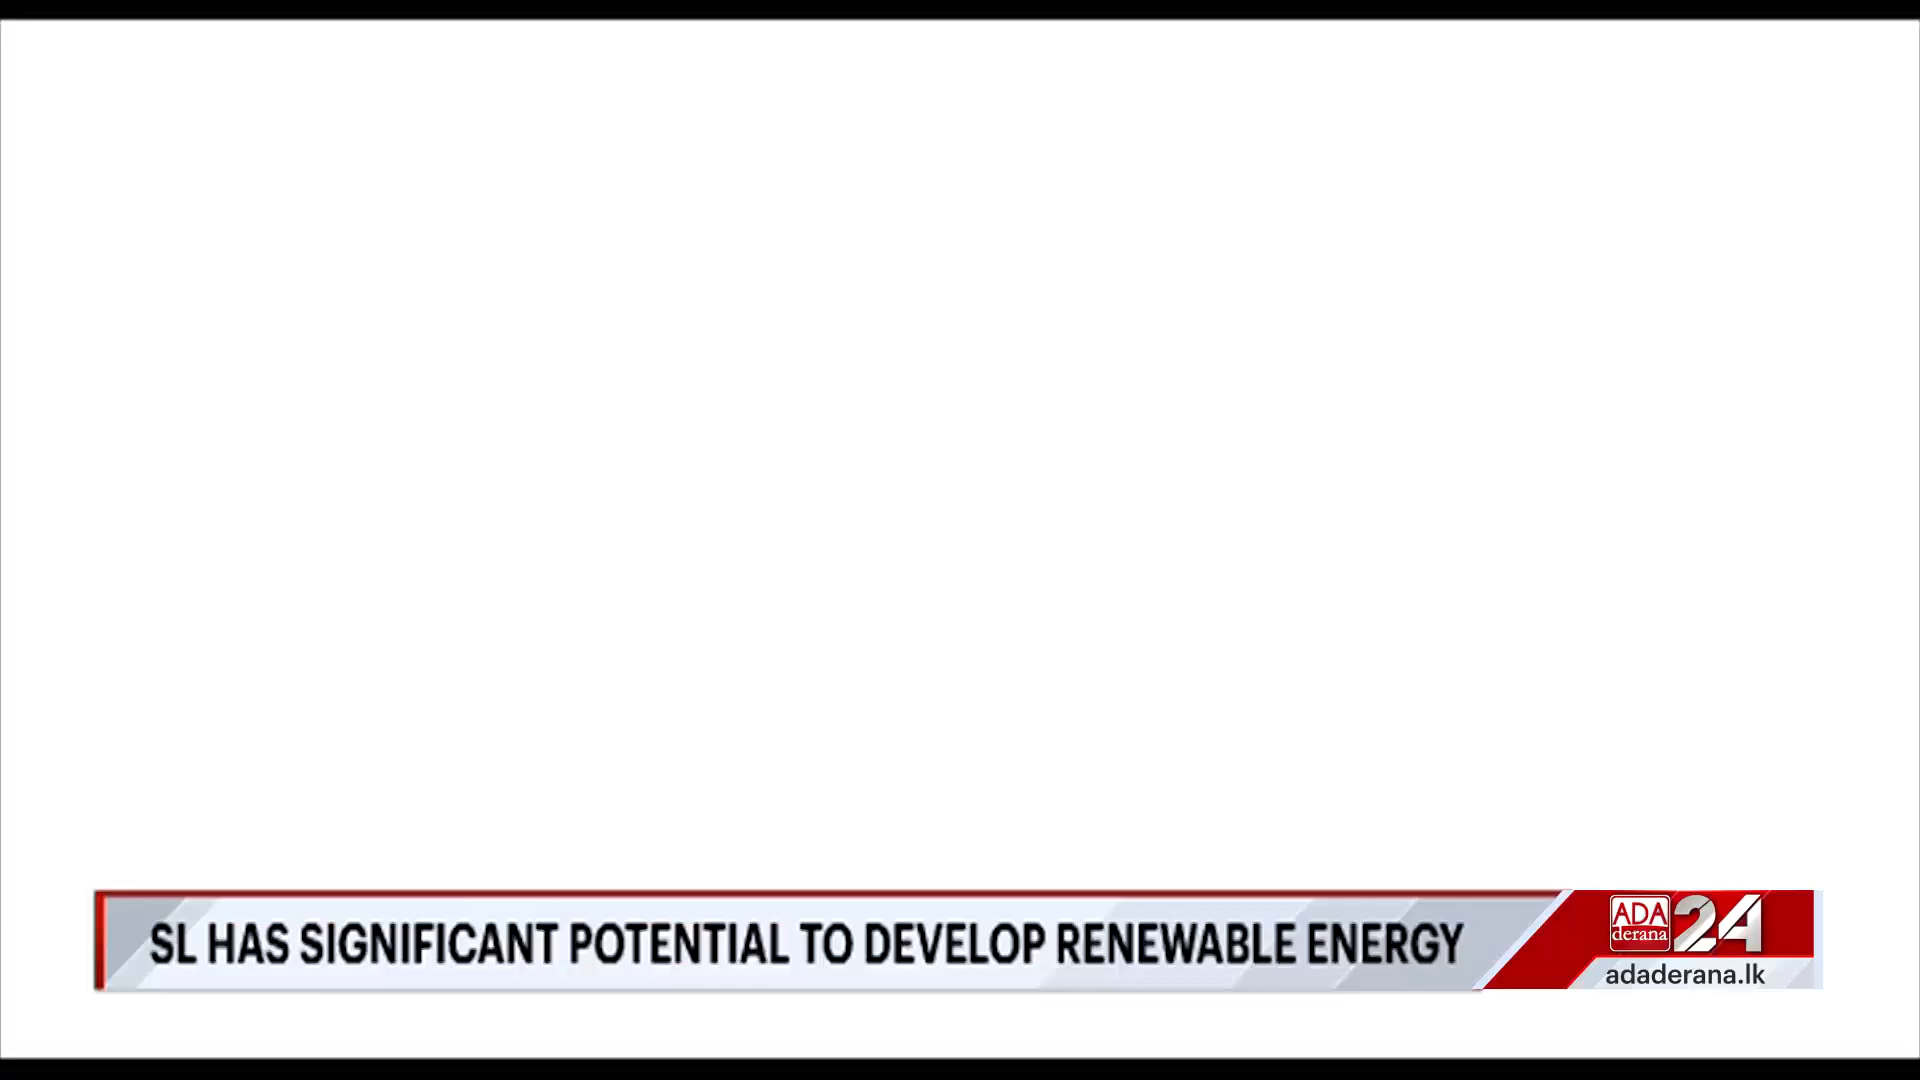 SL HAS SIGNIFICANT POTENTIAL TO DEVELOP RENEWABLE ENERGY
ADA
derana
24
adaderana.lk